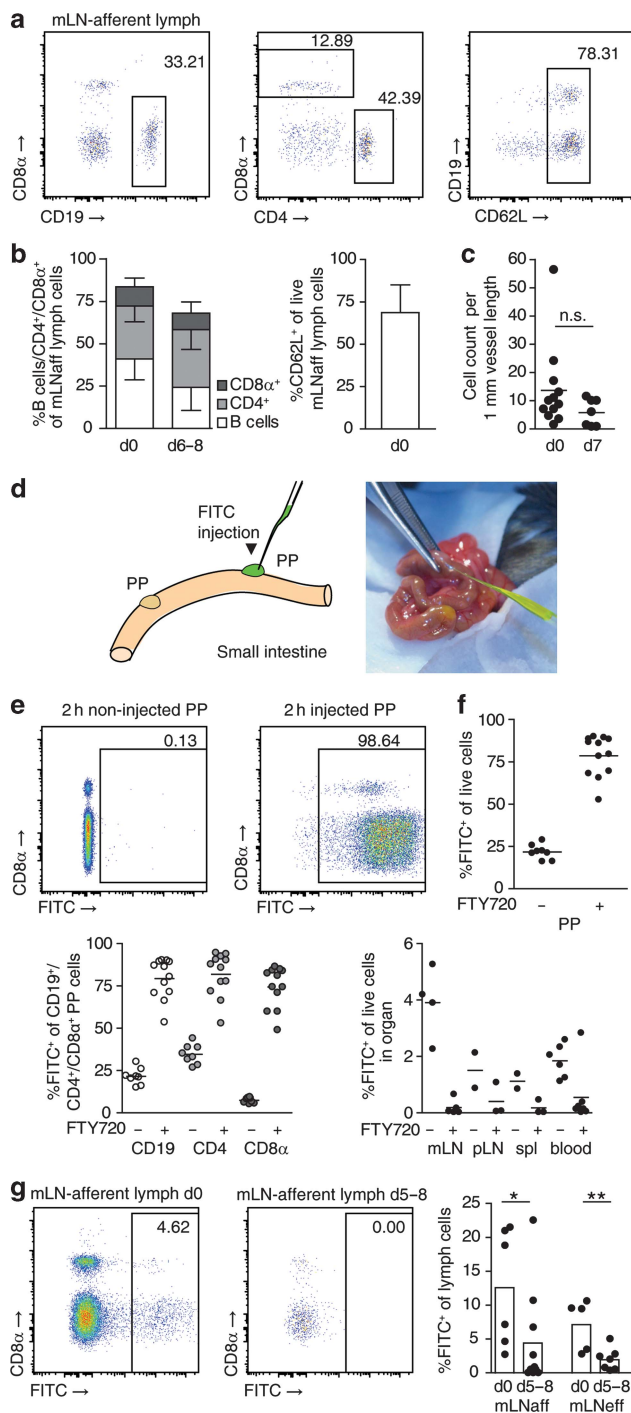 a mLN-afferent lymph
33.21
CD8α →
CD19 →
12.89
42.39
CD8α →
CD4 →
78.31
CD19 →
CD62L →
b
100
75
50
25
0
%B cells/CD4⁺/CD8α⁺
of mLNaff lymph cells
d0 d6–8
CD8α⁺
CD4⁺
B cells
100
75
50
25
0
%CD62L⁺ of live
mLNaff lymph cells
d0
c
60
50
40
30
20
10
0
Cell count per
1 mm vessel length
n.s.
d0 d7
d
FITC
injection
PP
PP
Small intestine
e
2 h non-injected PP
0.13
CD8α →
FITC →
2 h injected PP
98.64
CD8α →
FITC →
f
100
75
50
25
0
%FITC⁺ of live cells
FTY720 – +
PP
100
75
50
25
0
%FITC⁺ of CD19⁺/
CD4⁺/CD8α⁺ PP cells
FTY720 – + – + – +
CD19 CD4 CD8α
6
4
2
0
%FITC⁺ of live cells
in organ
FTY720 – + – + – + – +
mLN pLN spl blood
g
mLN-afferent lymph d0
4.62
CD8α →
FITC →
mLN-afferent lymph d5–8
0.00
CD8α →
FITC →
25
20
15
10
5
0
%FITC⁺ of lymph cells
* **
d0 d5–8 d0 d5–8
mLNaff mLNeff